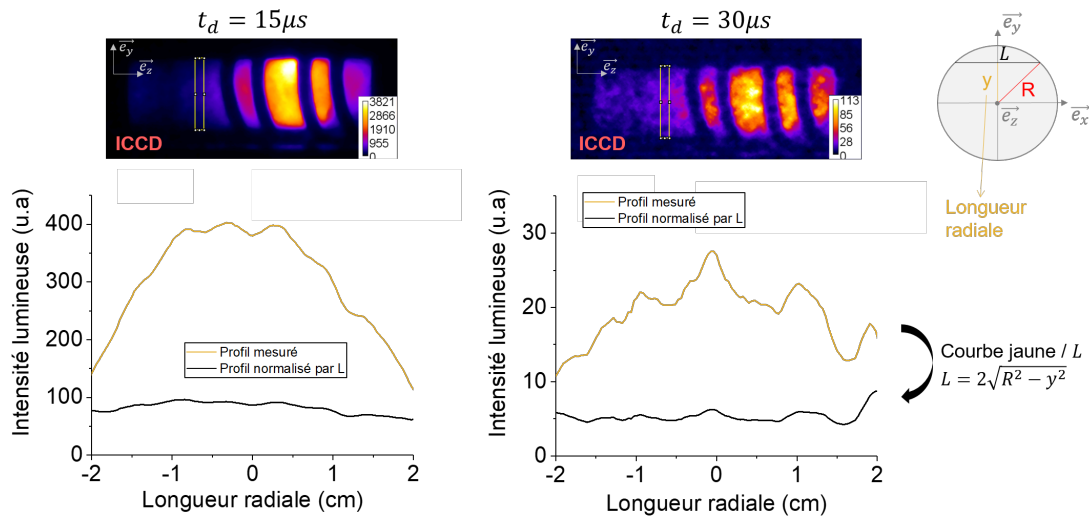 t_d = 15μs
e_y
e_z
ICCD
3821
2866
1910
955
0
t_d = 30μs
e_y
e_z
ICCD
113
85
56
28
0
e_y
L
y
R
e_z
e_x
Longueur
radiale
Intensité lumineuse (u.a)
400
300
200
100
0
Profil mesuré
Profil normalisé par L
-2
-1
0
1
2
Longueur radiale (cm)
Intensité lumineuse (u.a)
30
20
10
0
Profil mesuré
Profil normalisé par L
-2
-1
0
1
2
Longueur radiale (cm)
Courbe jaune / L
L = 2√(R² − y²)